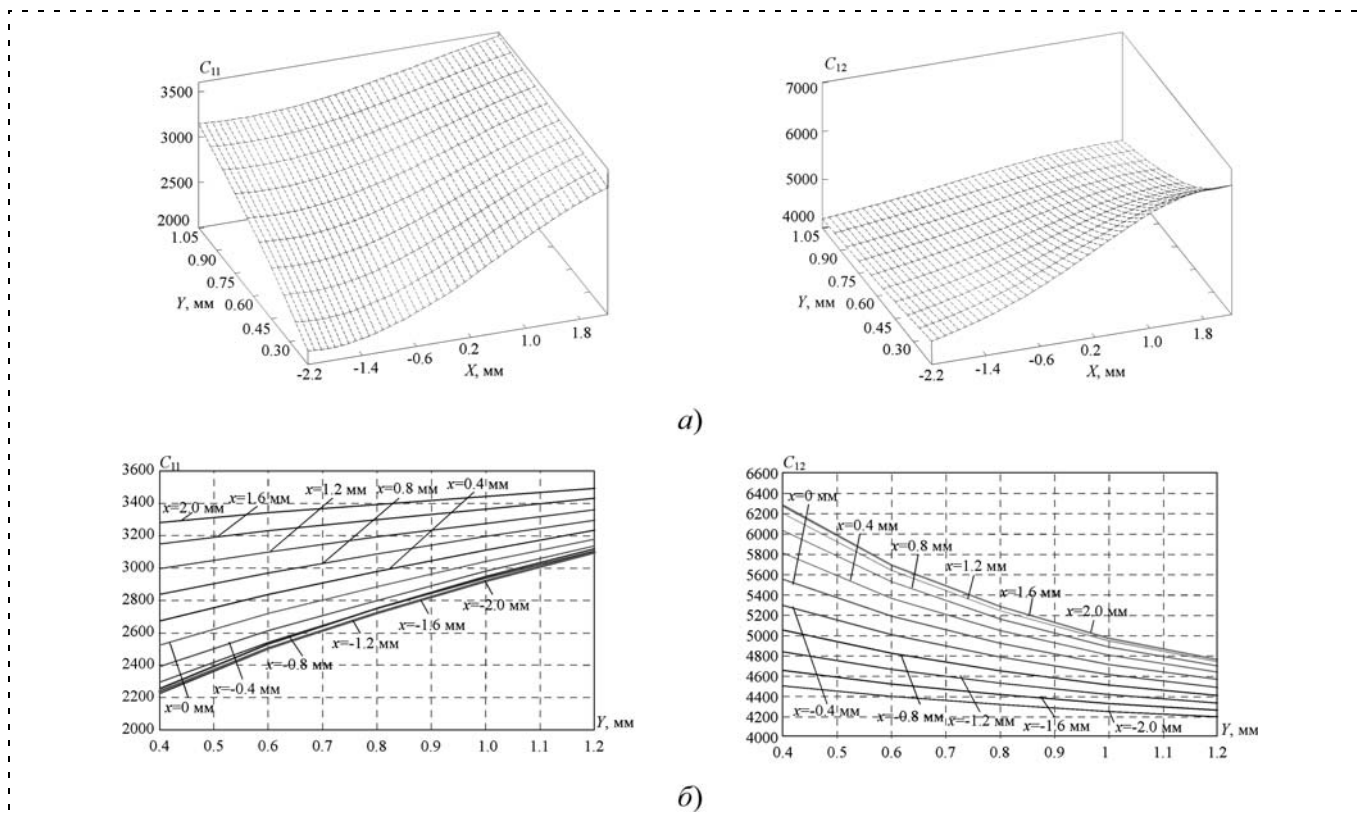 C11
3500
3000
2500
2000
1.05
0.90
0.75
Y, мм 0.60
0.45
0.30
-2.2
-1.4
-0.6
0.2
1.0
1.8
X, мм
C12
7000
6000
5000
4000
1.05
0.90
0.75
Y, мм 0.60
0.45
0.30
-2.2
-1.4
-0.6
0.2
1.0
1.8
X, мм
а)
C11
3600
3400
3200
3000
2800
2600
2400
2200
2000
x=2.0 мм
x=1.6 мм
x=1.2 мм
x=0.8 мм
x=0.4 мм
x=-2.0 мм
x=-1.6 мм
x=-1.2 мм
x=-0.8 мм
x=-0.4 мм
x=0 мм
Y, мм
0.4 0.5 0.6 0.7 0.8 0.9 1.0 1.1 1.2
C12
6600
6400
6200
6000
5800
5600
5400
5200
5000
4800
4600
4400
4200
4000
x=0 мм
x=0.4 мм
x=0.8 мм
x=1.2 мм
x=1.6 мм
x=2.0 мм
x=-0.4 мм
x=-0.8 мм
x=-1.2 мм
x=-1.6 мм
x=-2.0 мм
Y, мм
0.4 0.5 0.6 0.7 0.8 0.9 1 1.1 1.2
б)